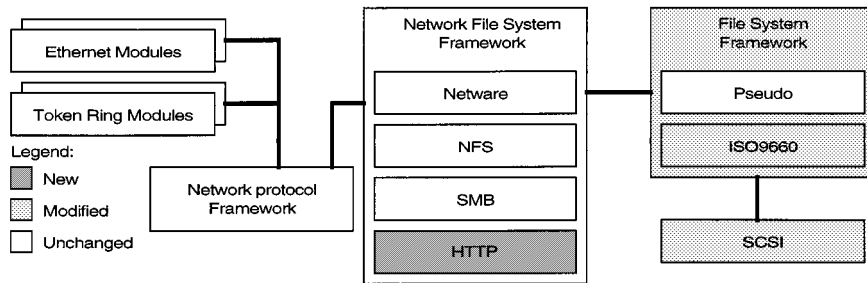 Ethernet Modules
Token Ring Modules
Legend:
New
Modified
Unchanged
Network protocol
Framework
Network File System
Framework
Netware
NFS
SMB
HTTP
File System
Framework
Pseudo
ISO9660
SCSI